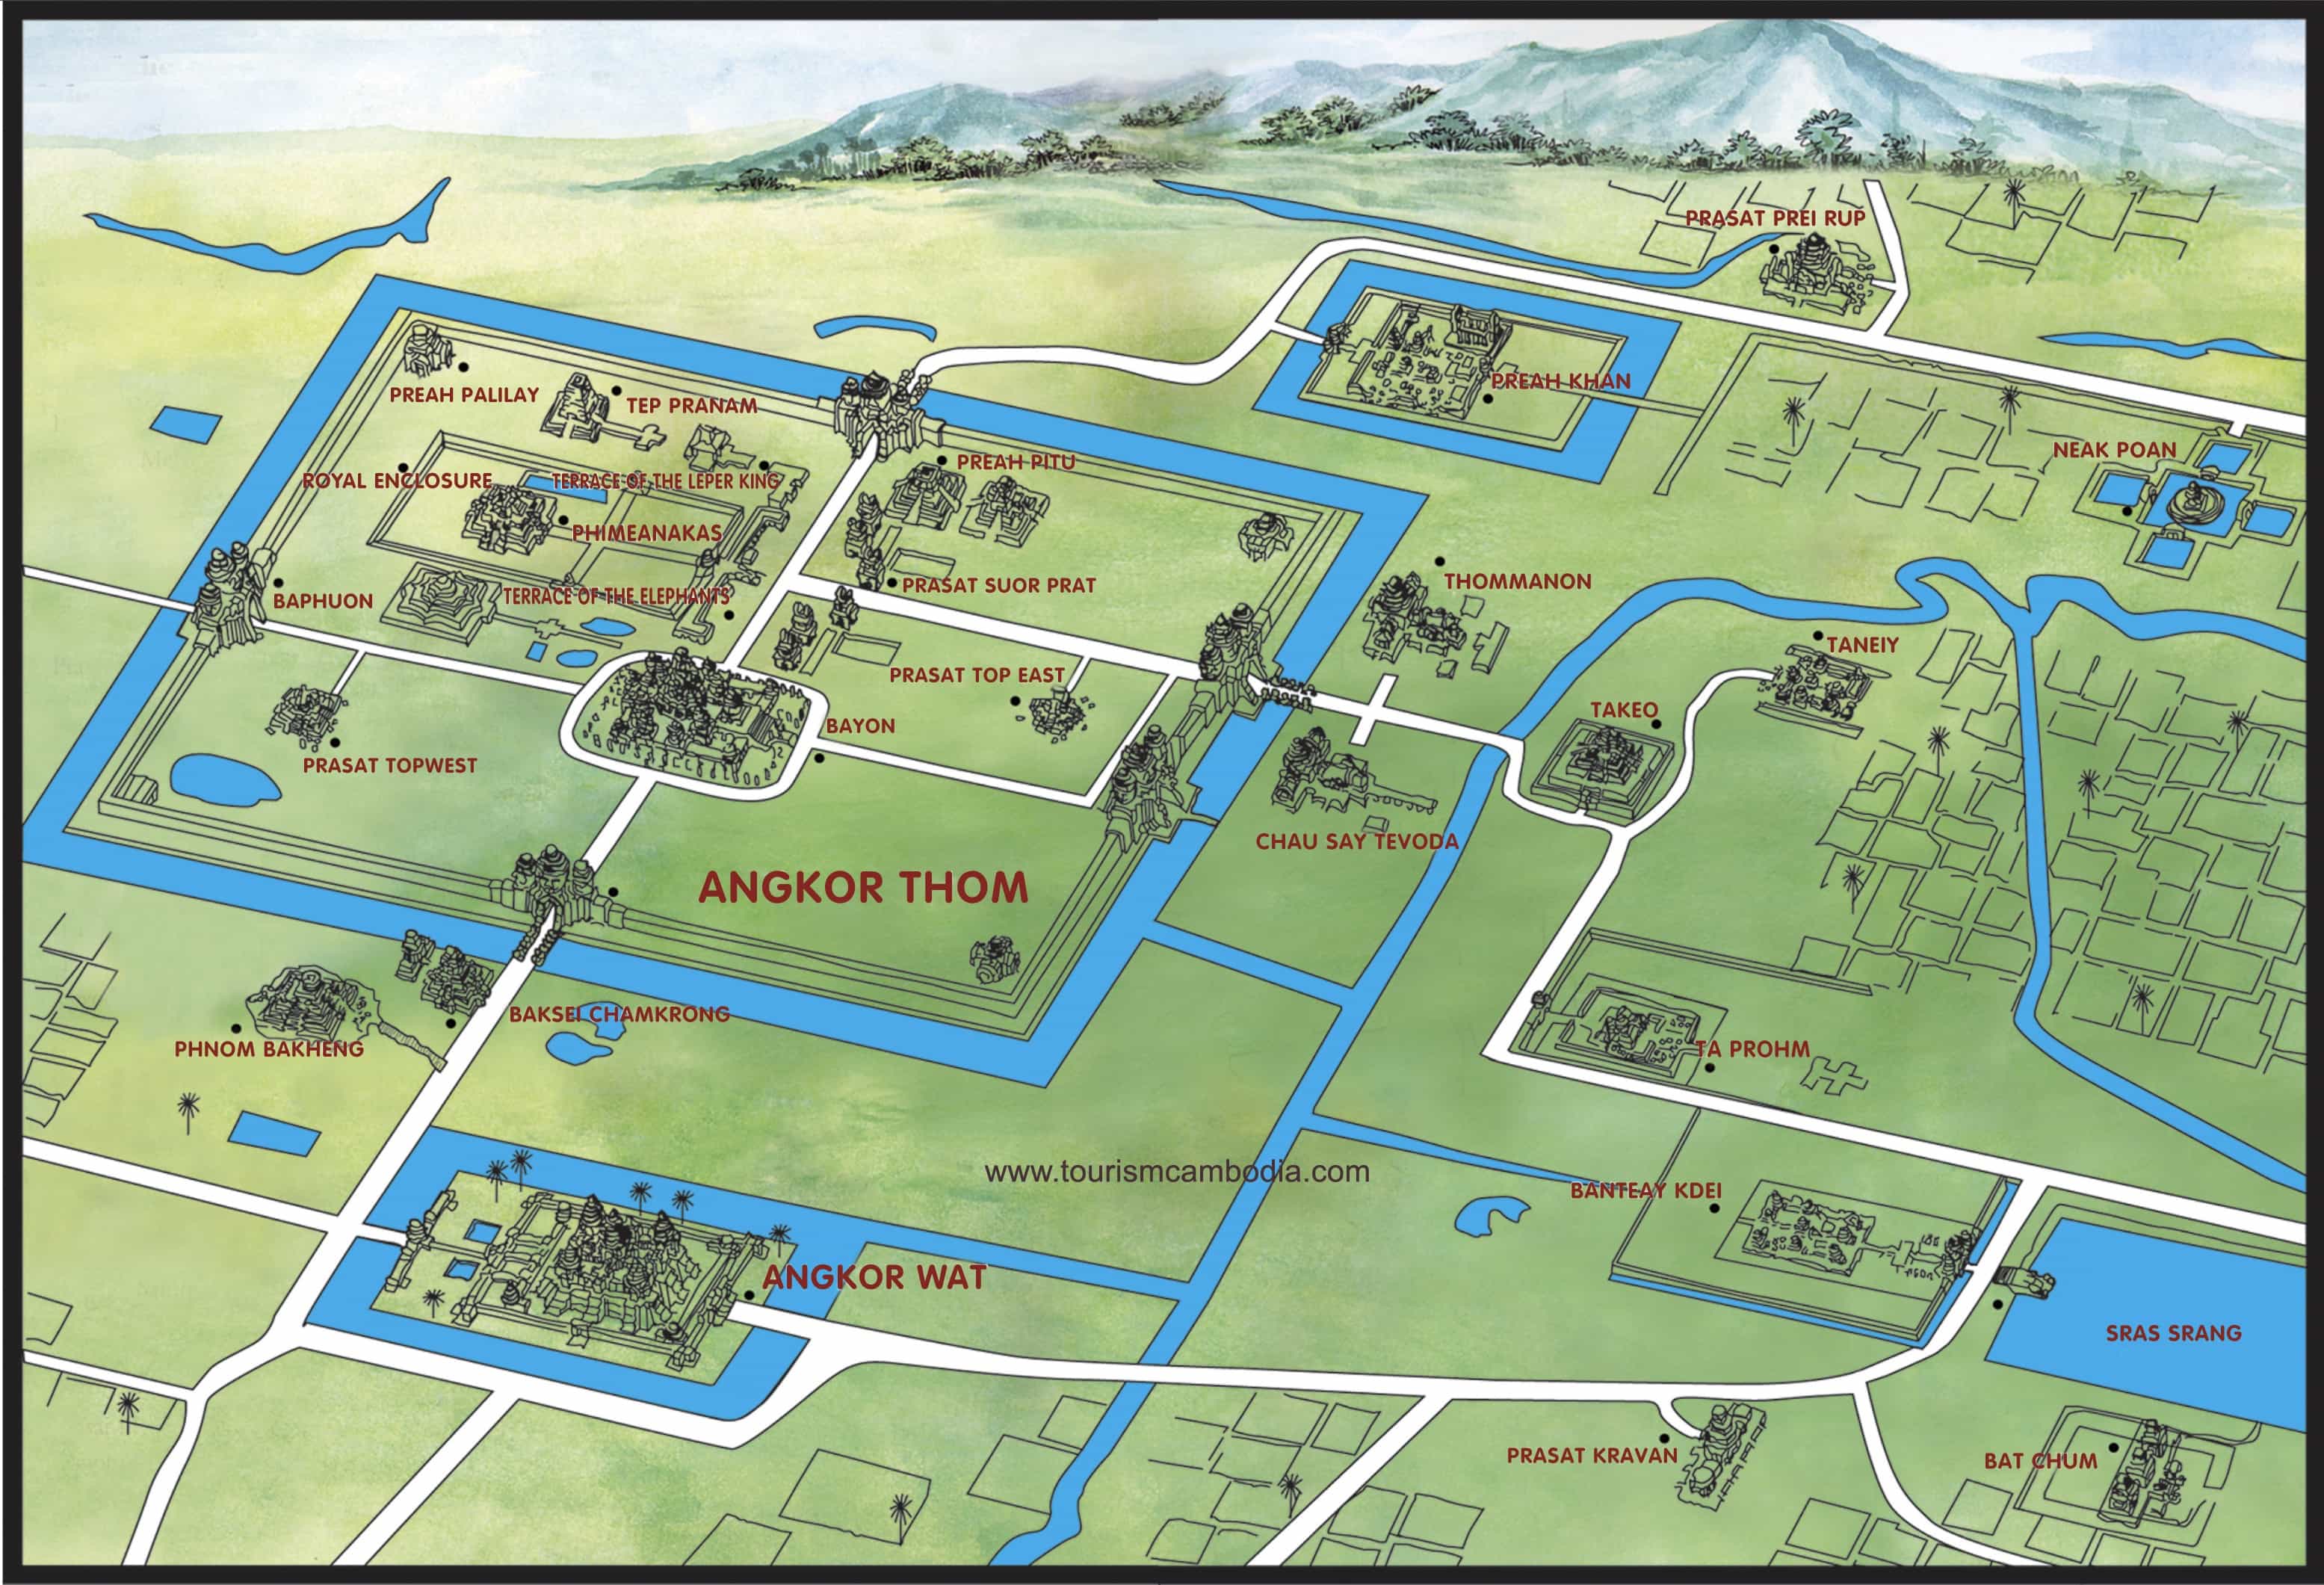 PRASAT PREI RUP
PREAH KHAN
PREAH PALILAY
TEP PRANAM
NEAK POAN
PREAH PITU
ROYAL ENCLOSURE
TERRACE OF THE LEPER KING
PHIMEANAKAS
THOMMANON
PRASAT SUOR PRAT
BAPHUON
TERRACE OF THE ELEPHANTS
TANEIY
PRASAT TOP EAST
TAKEO
BAYON
PRASAT TOPWEST
CHAU SAY TEVODA
ANGKOR THOM
BAKSEI CHAMKRONG
PHNOM BAKHENG
TA PROHM
www.tourismcambodia.com
BANTEAY KDEI
ANGKOR WAT
SRAS SRANG
PRASAT KRAVAN
BAT CHUM